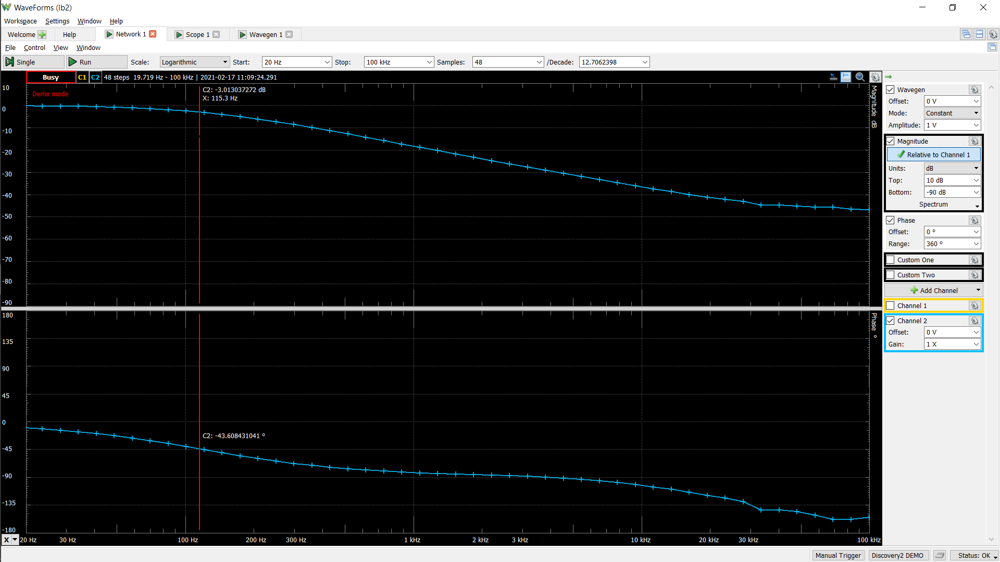 WaveForms (lb2)
Workspace Settings Window Help
Welcome Help Network 1 Scope 1 Wavegen 1
File Control View Window
Single Run Scale: Logarithmic Start: 20 Hz Stop: 100 kHz Samples: 48 /Decade: 12.7062398
Busy C1 C2 48 steps 19.719 Hz - 100 kHz | 2021-02-17 11:09:24.291
Demo mode
C2: -3.013037272 dB
X: 115.3 Hz
Magnitude dB
10
0
-10
-20
-30
-40
-50
-60
-70
-80
-90
C2: -43.608431041 º
Phase º
180
135
90
45
0
-45
-90
-135
-180
X 20 Hz 30 Hz 100 Hz 200 Hz 300 Hz 1 kHz 2 kHz 3 kHz 10 kHz 20 kHz 30 kHz 100 kHz
Wavegen
Offset: 0 V
Mode: Constant
Amplitude: 1 V
Magnitude
Relative to Channel 1
Units: dB
Top: 10 dB
Bottom: -90 dB
Spectrum
Phase
Offset: 0 º
Range: 360 º
Custom One
Custom Two
Add Channel
Channel 1
Channel 2
Offset: 0 V
Gain: 1 X
Manual Trigger Discovery2 DEMO Status: OK